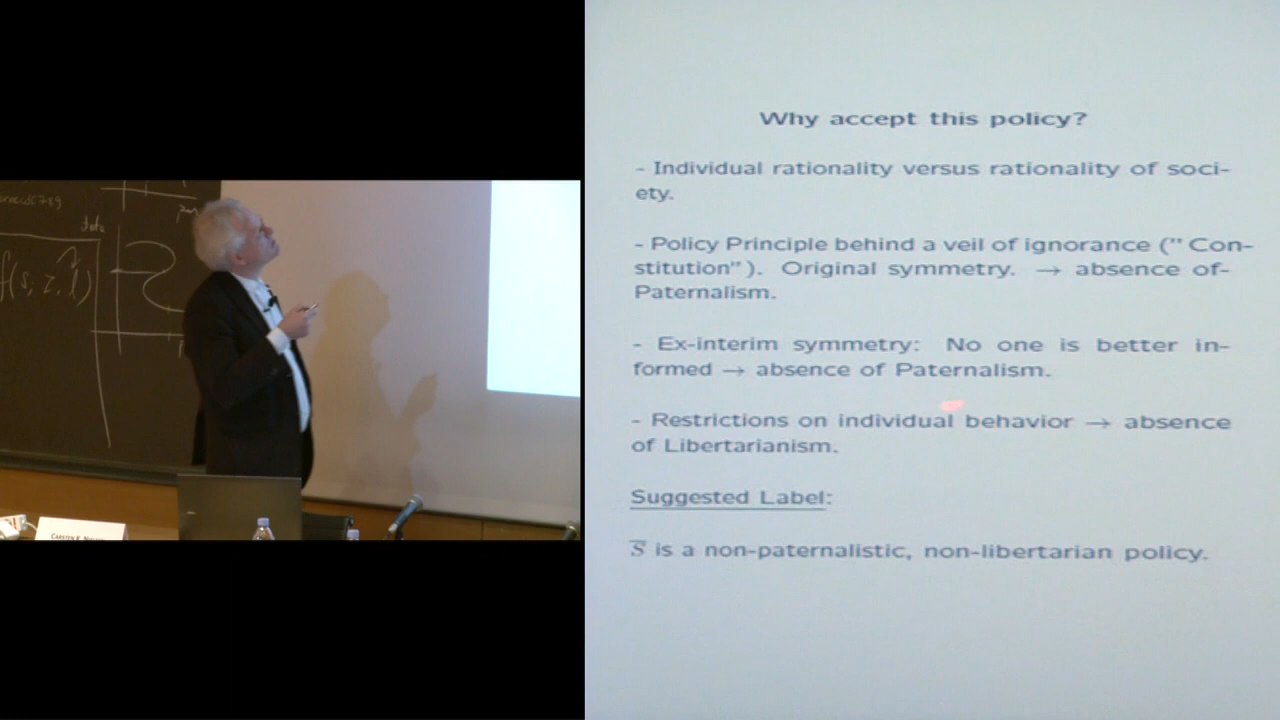 data
f(s; z, l)
CARSTEN K.
Why accept this policy?
- Individual rationality versus rationality of soci-
ety.
- Policy Principle behind a veil of ignorance (" Con-
stitution"). Original symmetry. → absence of-
Paternalism.
- Ex-interim symmetry: No one is better in-
formed → absence of Paternalism.
- Restrictions on individual behavior → absence
of Libertarianism.
Suggested Label:
S̅ is a non-paternalistic, non-libertarian policy.